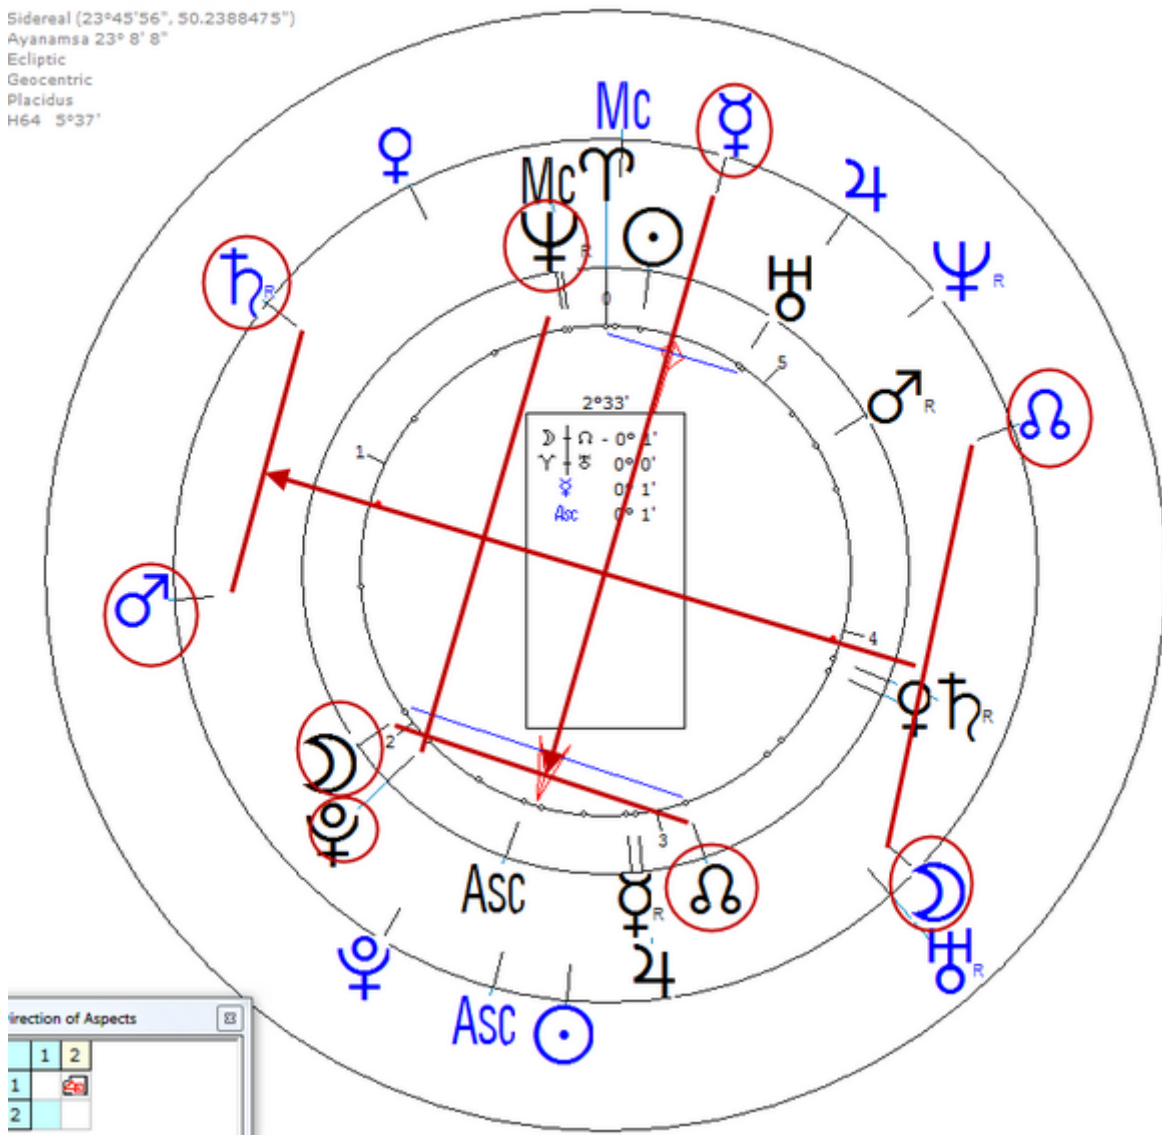 Sidereal (23°45'56", 50.2388475")
Ayanamsa 23° 8' 8"
Ecliptic
Geocentric
Placidus
H64 5°37'
Mc ☿
♀ Mc ♈ ♃
♆ R ☉
♄ R ♅ ♆ R
0
5
♂ R ☊
2°33'
☽ ☊ - 0° 1'
1
♈ ♅ 0° 0'
☿ 0° 1'
Asc 0° 1'
♂
4
♀ ♄ R
2
☽
♇
3
Asc ☿ R ☊ ☽
♇ ♃ ♅ R
Asc ☉
irection of Aspects
1 2
1
2